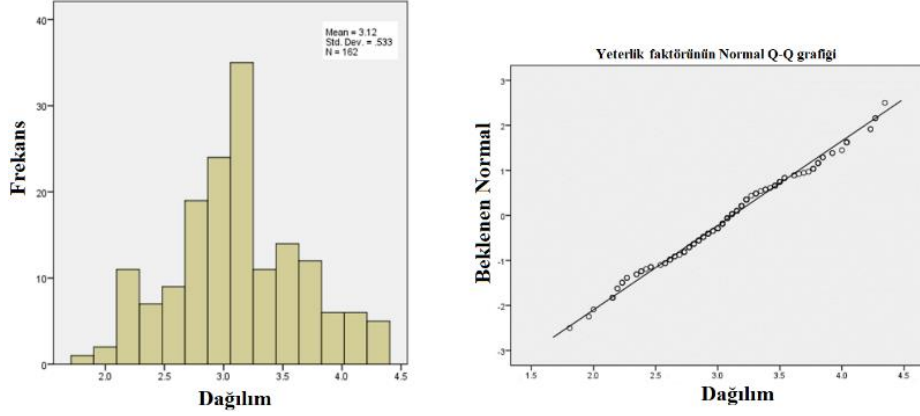 Mean = 3.12
Std. Dev. = .533
N = 162
Frekans
40
30
20
10
0
2.0 2.5 3.0 3.5 4.0 4.5
Dağılım
Yeterlik faktörünün Normal Q-Q grafiği
Beklenen Normal
3
2
1
0
-1
-2
-3
1.5 2.0 2.5 3.0 3.5 4.0 4.5
Dağılım